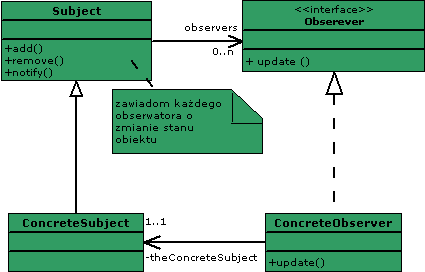 Subject
+add()
+remove()
+notify()
observers
0..n
<<interface>>
Obserever
+ update ()
zawiadom każdego
obserwatora o
zmianie stanu
obiektu
ConcreteSubject
1..1
-theConcreteSubject
ConcreteObserver
+update()